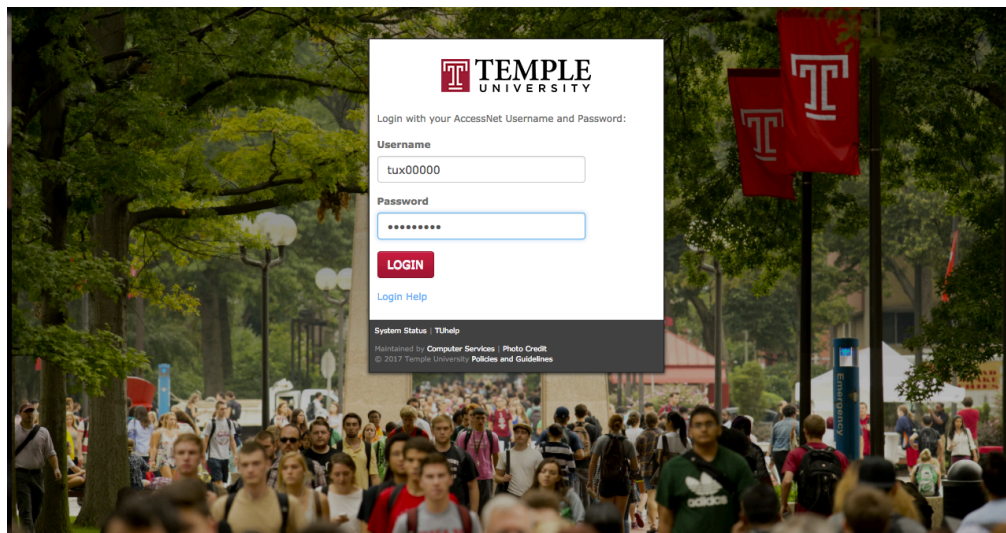 TEMPLE
UNIVERSITY
Login with your AccessNet Username and Password:
Username
tux00000
Password
•••••••••
LOGIN
Login Help
System Status | TUhelp
Maintained by Computer Services | Photo Credit
© 2017 Temple University Policies and Guidelines
Emergency
adidas